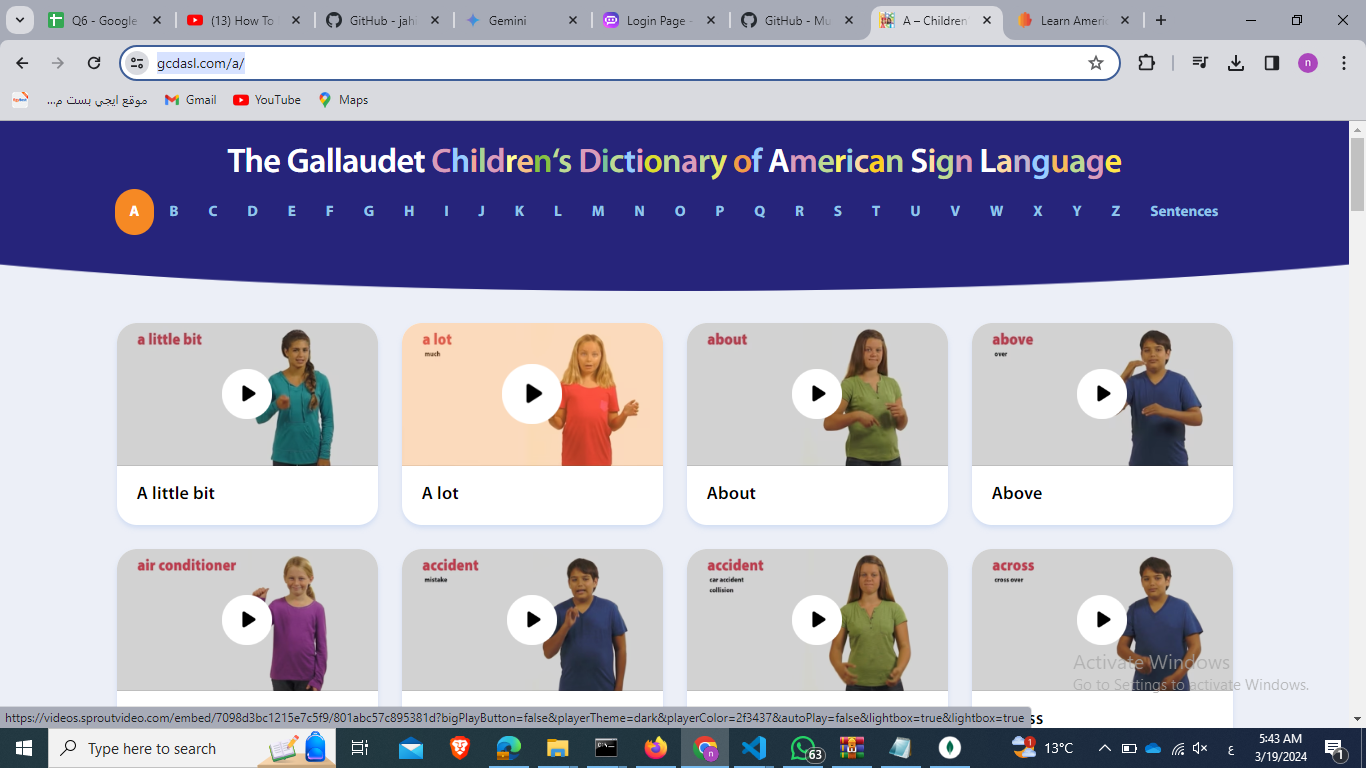 Q6 - Google
(13) How To
GitHub - jahi
Gemini
Login Page -
GitHub - Mu
A – Children'
Learn Americ
gcdasl.com/a/
n
موقع ايجي بست م...
Gmail
YouTube
Maps
The Gallaudet Children's Dictionary of American Sign Language
A B C D E F G H I J K L M N O P Q R S T U V W X Y Z Sentences
a little bit
a lot
much
about
above
over
A little bit
A lot
About
Above
air conditioner
accident
mistake
accident
car accident
collision
across
cross over
Activate Windows
Go to Settings to activate Windows.
https://videos.sproutvideo.com/embed/7098d3bc1215e7c5f9/801abc57c895381d?bigPlayButton=false&playerTheme=dark&playerColor=2f3437&autoPlay=false&lightbox=true&lightbox=true
Type here to search
n
63
1
13°C
ع
5:43 AM
3/19/2024
1